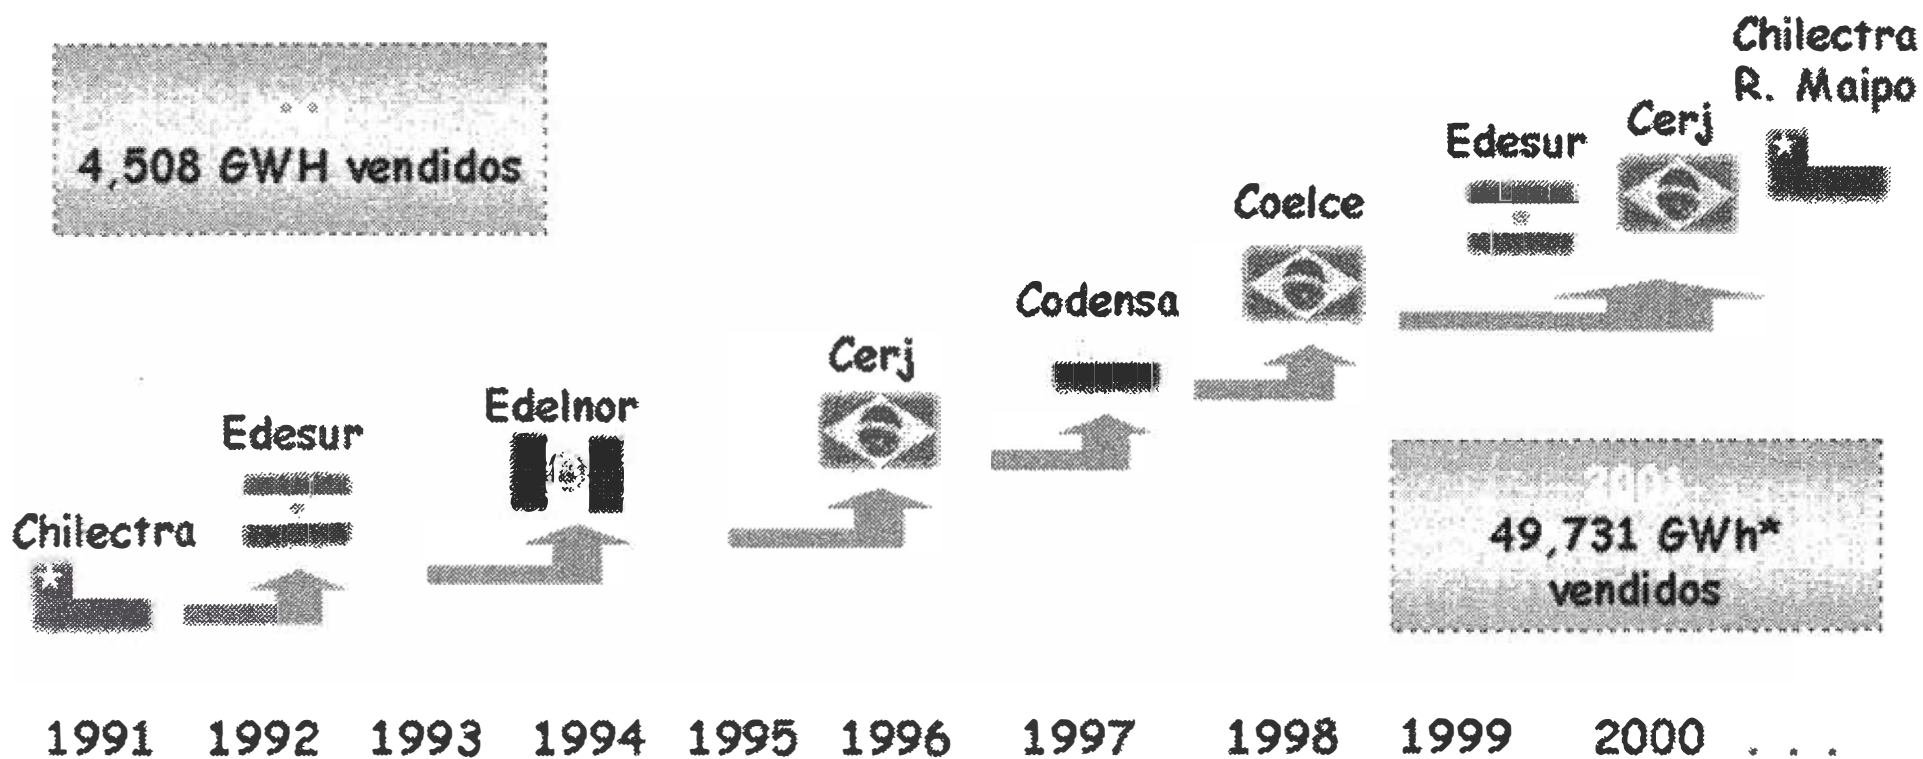 4,508 GWH vendidos
Chilectra
Edesur
Edelnor
Cerj
Codensa
Coelce
Edesur
Cerj
Chilectra
R. Maipo
49,731 GWh*
vendidos
1991 1992 1993 1994 1995 1996 1997 1998 1999 2000 . . .